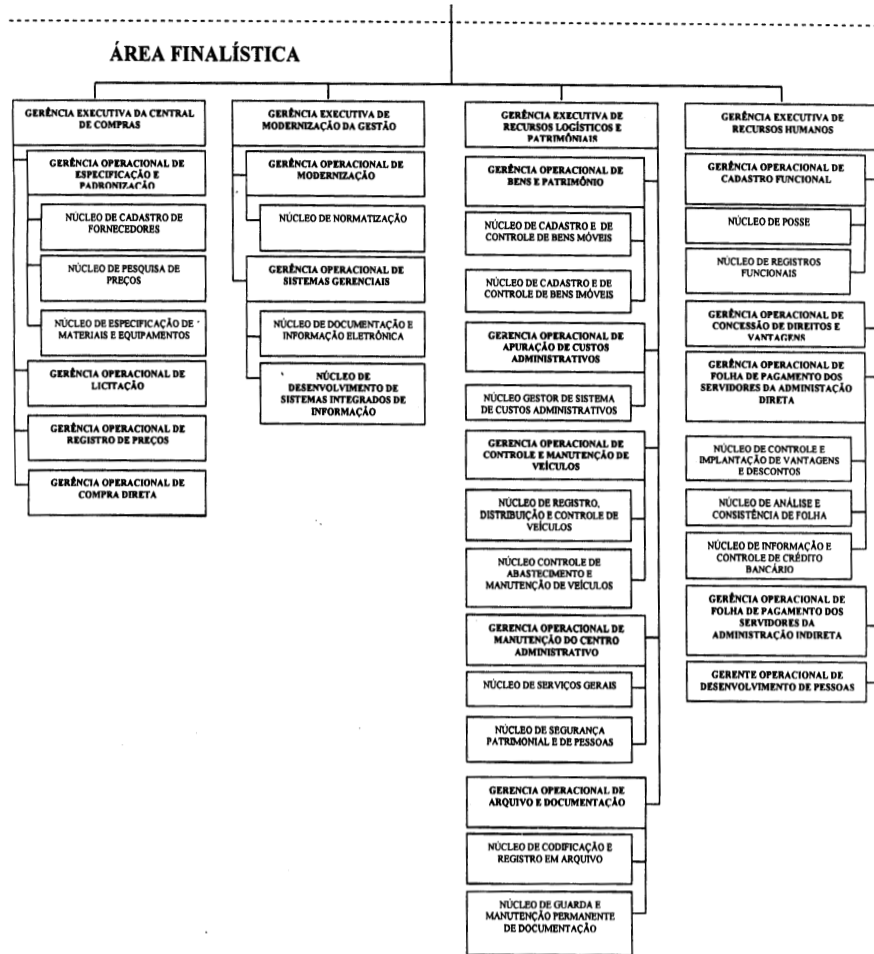 ÁREA FINALÍSTICA
GERÊNCIA EXECUTIVA DA CENTRAL
DE COMPRAS
GERÊNCIA OPERACIONAL DE
ESPECIFICAÇÃO E
PADRONIZAÇÃO
NÚCLEO DE CADASTRO DE
FORNECEDORES
NÚCLEO DE PESQUISA DE
PREÇOS
NÚCLEO DE ESPECIFICAÇÃO DE
MATERIAIS E EQUIPAMENTOS
GERÊNCIA OPERACIONAL DE
LICITAÇÃO
GERÊNCIA OPERACIONAL DE
REGISTRO DE PREÇOS
GERÊNCIA OPERACIONAL DE
COMPRA DIRETA
GERÊNCIA EXECUTIVA DE
MODERNIZAÇÃO DA GESTÃO
GERÊNCIA OPERACIONAL DE
MODERNIZAÇÃO
NÚCLEO DE NORMATIZAÇÃO
GERÊNCIA OPERACIONAL DE
SISTEMAS GERENCIAIS
NÚCLEO DE DOCUMENTAÇÃO E
INFORMAÇÃO ELETRÔNICA
NÚCLEO DE
DESENVOLVIMENTO DE
SISTEMAS INTEGRADOS DE
INFORMAÇÃO
GERÊNCIA EXECUTIVA DE
RECURSOS LOGÍSTICOS E
PATRIMÔNIAIS
GERÊNCIA OPERACIONAL DE
BENS E PATRIMÔNIO
NÚCLEO DE CADASTRO E DE
CONTROLE DE BENS MÓVEIS
NÚCLEO DE CADASTRO E DE
CONTROLE DE BENS IMÓVEIS
GERENCIA OPERACIONAL DE
APURAÇÃO DE CUSTOS
ADMINISTRATIVOS
NÚCLEO GESTOR DE SISTEMA
DE CUSTOS ADMINISTRATIVOS
GERENCIA OPERACIONAL DE
CONTROLE E MANUTENÇÃO DE
VEÍCULOS
NÚCLEO DE REGISTRO,
DISTRIBUIÇÃO E CONTROLE DE
VEÍCULOS
NÚCLEO CONTROLE DE
ABASTECIMENTO E
MANUTENÇÃO DE VEÍCULOS
GERENCIA OPERACIONAL DE
MANUTENÇÃO DO CENTRO
ADMINISTRATIVO
NÚCLEO DE SERVIÇOS GERAIS
NÚCLEO DE SEGURANÇA
PATRIMONIAL E DE PESSOAS
GERENCIA OPERACIONAL DE
ARQUIVO E DOCUMENTAÇÃO
NÚCLEO DE CODIFICAÇÃO E
REGISTRO EM ARQUIVO
NÚCLEO DE GUARDA E
MANUTENÇÃO PERMANENTE
DE DOCUMENTAÇÃO
GERÊNCIA EXECUTIVA DE
RECURSOS HUMANOS
GERÊNCIA OPERACIONAL DE
CADASTRO FUNCIONAL
NÚCLEO DE POSSE
NÚCLEO DE REGISTROS
FUNCIONAIS
GERÊNCIA OPERACIONAL DE
CONCESSÃO DE DIREITOS E
VANTAGENS
GERÊNCIA OPERACIONAL DE
FOLHA DE PAGAMENTO DOS
SERVIDORES DA ADMINISTAÇÃO
DIRETA
NÚCLEO DE CONTROLE E
IMPLANTAÇÃO DE VANTAGENS
E DESCONTOS
NÚCLEO DE ANÁLISE E
CONSISTÊNCIA DE FOLHA
NÚCLEO DE INFORMAÇÃO E
CONTROLE DE CRÉDITO
BANCÁRIO
GERÊNCIA OPERACIONAL DE
FOLHA DE PAGAMENTO DOS
SERVIDORES DA
ADMINISTRAÇÃO INDIRETA
GERENTE OPERACIONAL DE
DESENVOLVIMENTO DE PESSOAS